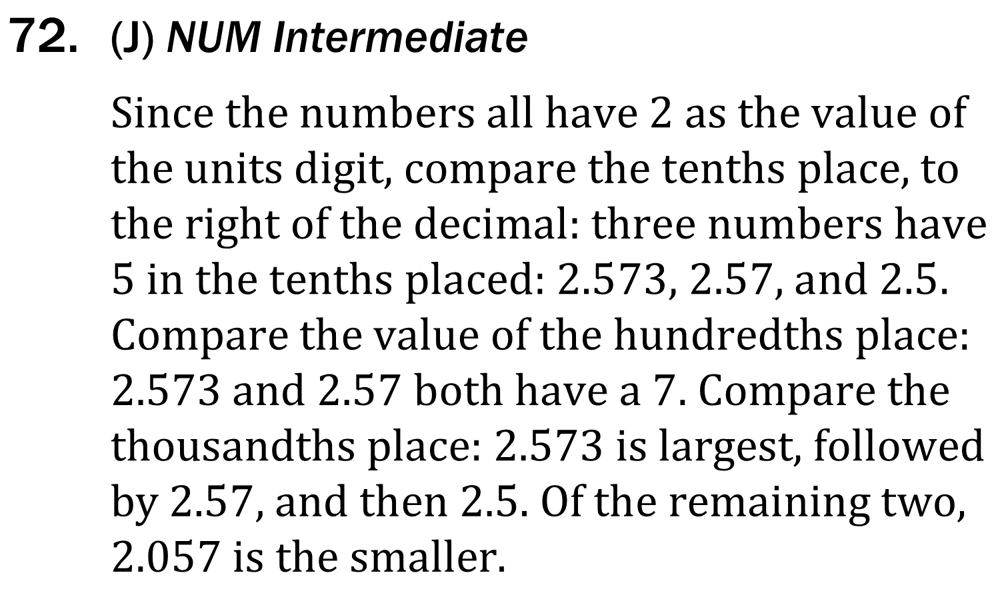 72. (J) NUM Intermediate
Since the numbers all have 2 as the value of
the units digit, compare the tenths place, to
the right of the decimal: three numbers have
5 in the tenths placed: 2.573, 2.57, and 2.5.
Compare the value of the hundredths place:
2.573 and 2.57 both have a 7. Compare the
thousandths place: 2.573 is largest, followed
by 2.57, and then 2.5. Of the remaining two,
2.057 is the smaller.